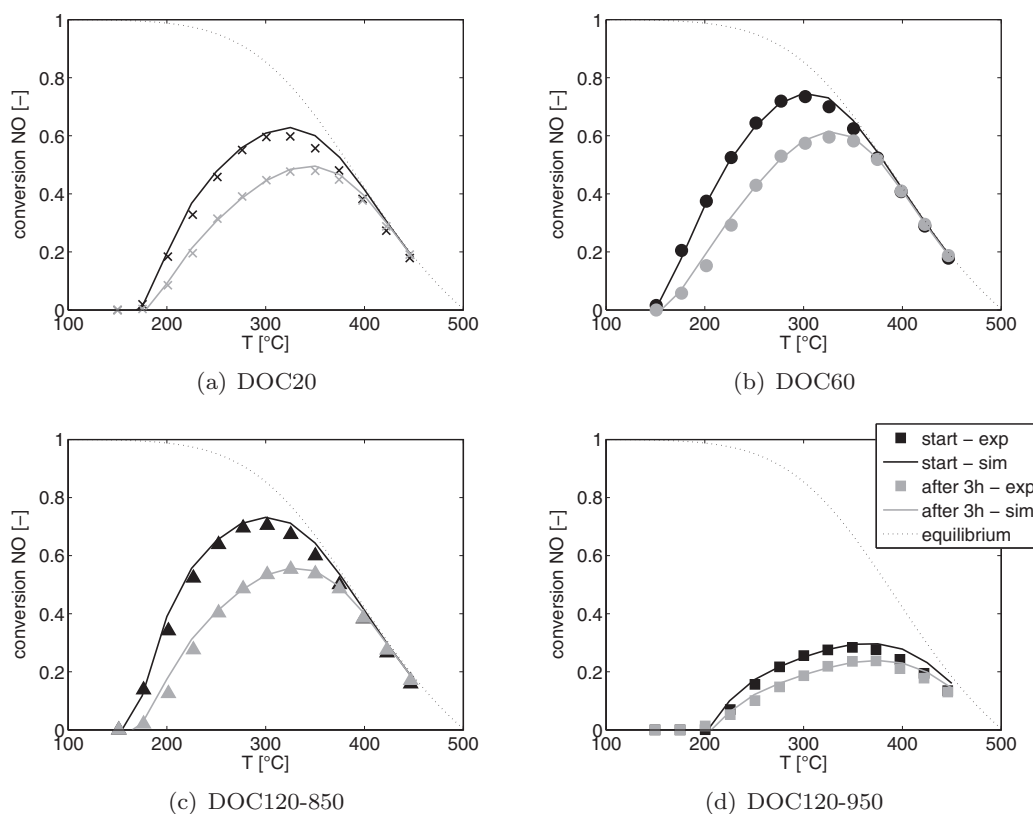 1
0.8
0.6
0.4
0.2
0
100
200
300
400
500
T [°C]
conversion NO [−]
(a) DOC20
1
0.8
0.6
0.4
0.2
0
100
200
300
400
500
T [°C]
conversion NO [−]
(b) DOC60
1
0.8
0.6
0.4
0.2
0
100
200
300
400
500
T [°C]
conversion NO [−]
(c) DOC120-850
1
0.8
0.6
0.4
0.2
0
100
200
300
400
500
T [°C]
conversion NO [−]
start − exp
start − sim
after 3h − exp
after 3h − sim
equilibrium
(d) DOC120-950